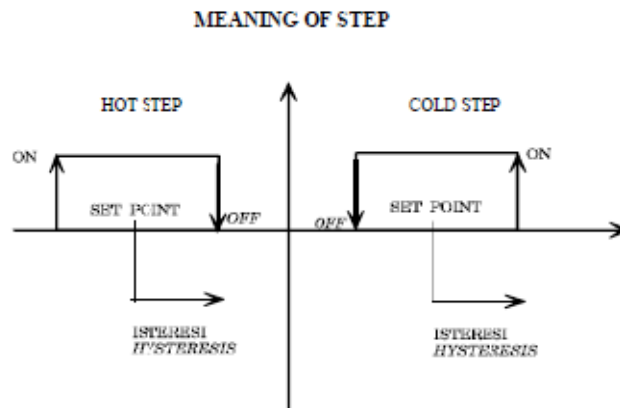 MEANING OF STEP
HOT STEP
COLD STEP
ON
SET POINT
OFF
OFF
SET POINT
ON
ISTERESI
HYSTERESIS
ISTERESI
HYSTERESIS